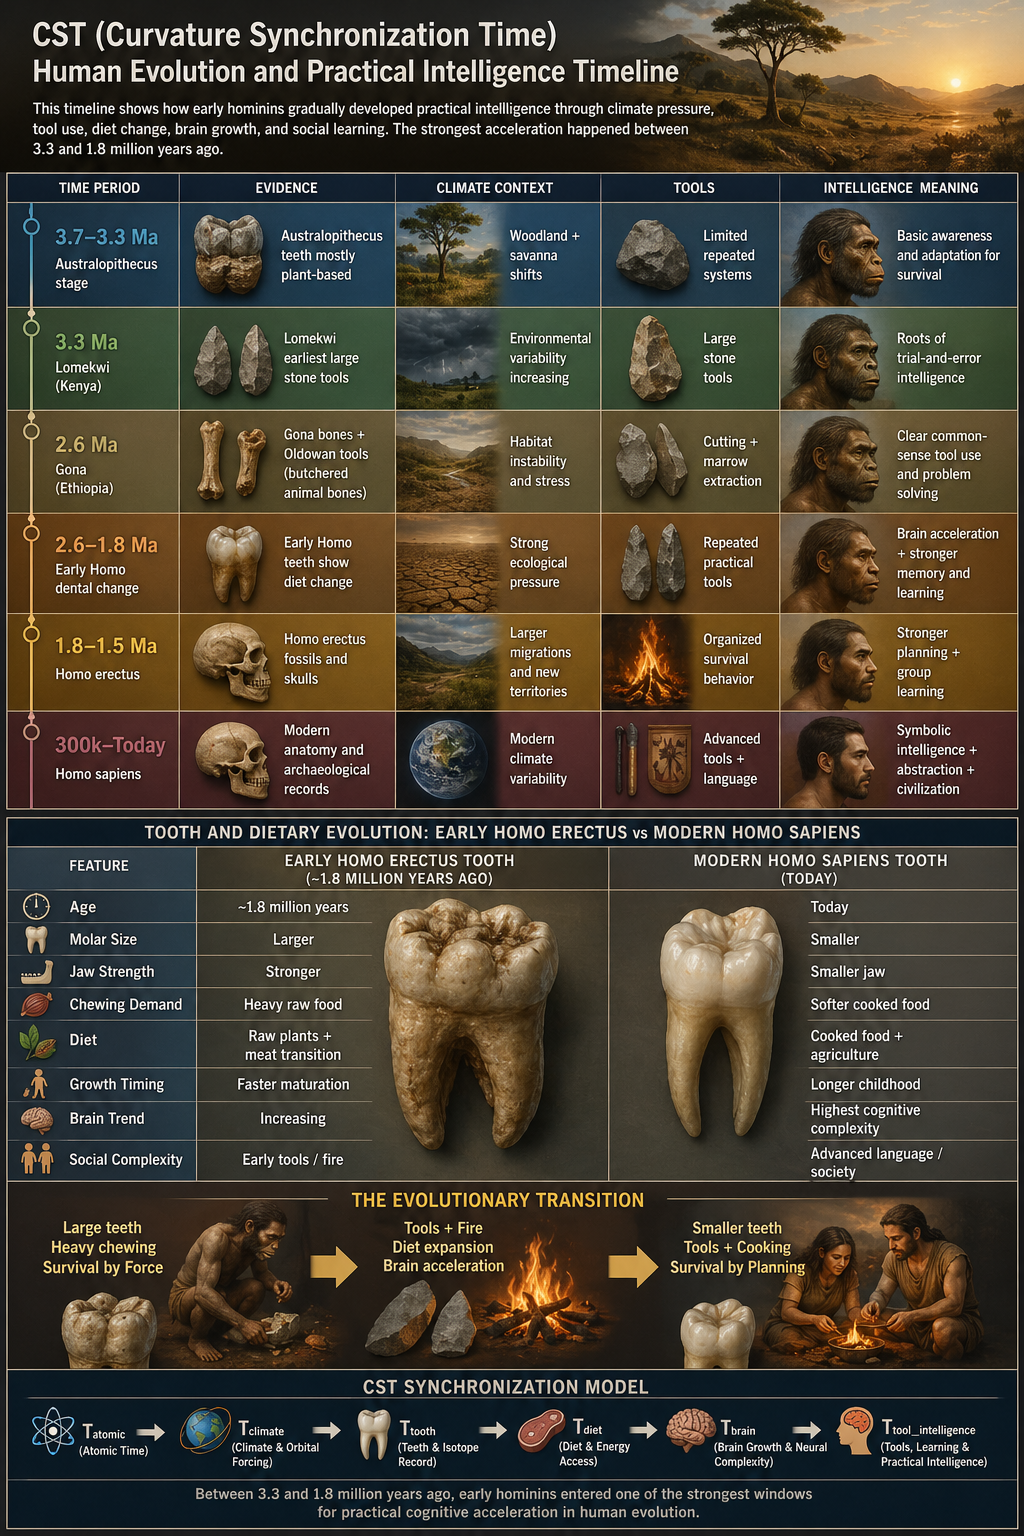 CST (Curvature Synchronization Time)
Human Evolution and Practical Intelligence Timeline
This timeline shows how early hominins gradually developed practical intellligence through climate pressure,
tool use, diet change, brain growth, and social learning. The strongest acceleration happened between
3.3 and 1.8 million years ago.
TIME PERIOD
EVIDENCE
CLIMATE CONTEXT
TOOLS
INTELLIGENCE MEANING
3.7–3.3 Ma
Australopithecus
stage
Australopithecus
teeth mostly
plant-based
Woodland +
savanna
shifts
Limited
repeated
systems
Basic awareness
and adaptation for
survival
3.3 Ma
Lomekwi
(Kenya)
Lomekwi
earliest large
stone tools
Environmental
variability
increasing
Large
stone
tools
Roots of
trial-and-error
intelligence
2.6 Ma
Gona
(Ethiopia)
Gona bones +
Oldowan tools
(butchered
animal bones)
Habitat
instability
and stress
Cutting +
marrow
extraction
Clear common-
sense tool use
and problem
solving
2.6–1.8 Ma
Early Homo
dental change
Early Homo
teeth show
diet change
Strong
ecological
pressure
Repeated
practical
tools
Brain acceleration
+ stronger
memory and
learning
1.8–1.5 Ma
Homo erectus
Homo erectus
fossils and
skulls
Larger
migrations
and new
territories
Organized
survival
behavior
Stronger
planning +
group
learning
300k–Today
Homo sapiens
Modern
anatomy and
archaeological
records
Modern
climate
variability
Advanced
tools +
language
Symbolic
intelligence +
abstraction +
civilization
TOOTH AND DIETARY EVOLUTION: EARLY HOMO ERECTUS vs MODERN HOMO SAPIENS
FEATURE
EARLY HOMO ERECTUS TOOTH
(~1.8 MILLION YEARS AGO)
MODERN HOMO SAPIENS TOOTH
(TODAY)
Age
~1.8 million years
Today
Molar Size
Larger
Smaller
Jaw Strength
Stronger
Smaller jaw
Chewing Demand
Heavy raw food
Softer cooked food
Diet
Raw plants +
meat transition
Cooked food +
agriculture
Growth Timing
Faster maturation
Longer childhood
Brain Trend
Increasing
Highest cognitive
complexity
Social Complexity
Early tools / fire
Advanced language /
society
THE EVOLUTIONARY TRANSITION
Large teeth
Heavy chewing
Survival by Force
Tools + Fire
Diet expansion
Brain acceleration
Smaller teeth
Tools + Cooking
Survival by Planning
CST SYNCHRONIZATION MODEL
Tatomic
(Atomic Time)
Tclimate
(Climate & Orbital
Forcing)
Ttooth
(Teeth & Isotope
Record)
Tdiet
(Diet & Energy
Access)
Tbrain
(Brain Growth & Neural
Complexity)
Ttool_intelligence
(Tools, Learning &
Practical Intelligence)
Between 3.3 and 1.8 million years ago, early hominins entered one of the strongest windows
for practical cognitive acceleration in human evolution.